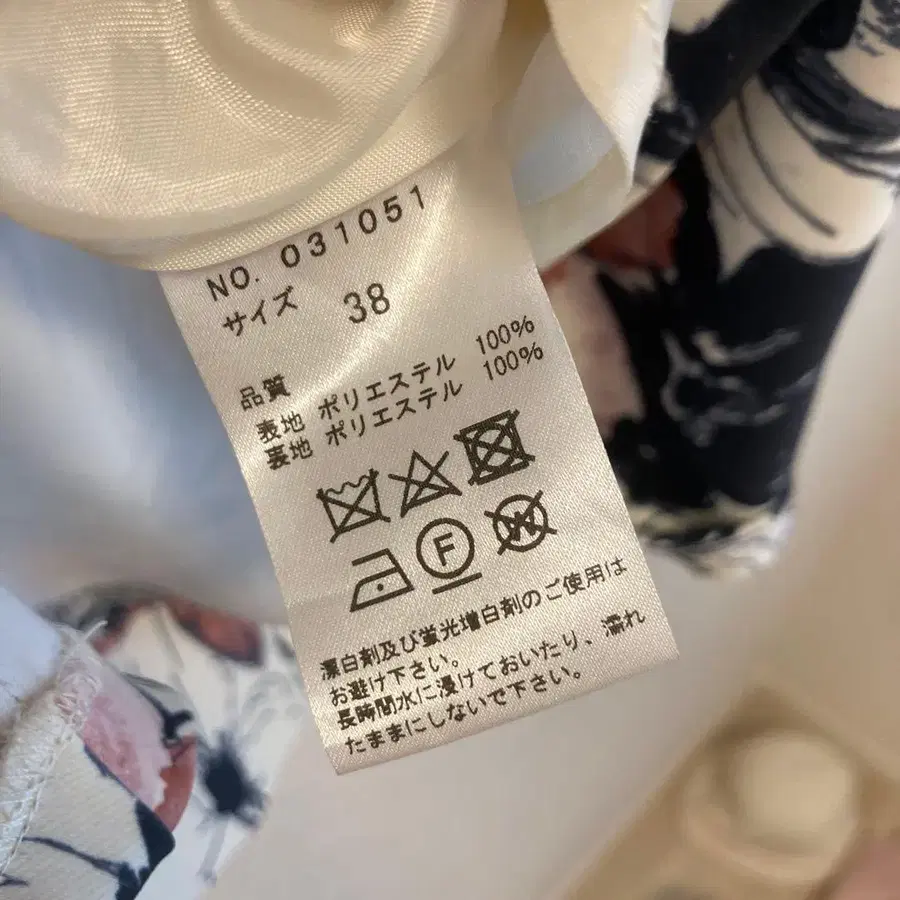 NO. 031051
サイズ 38
品質
表地 ポリエステル 100%
裏地 ポリエステル 100%
F W
漂白剤及び蛍光増白剤のご使用は
お避け下さい。
長時間水に浸けておいたり、濡れ
たままにしないで下さい。